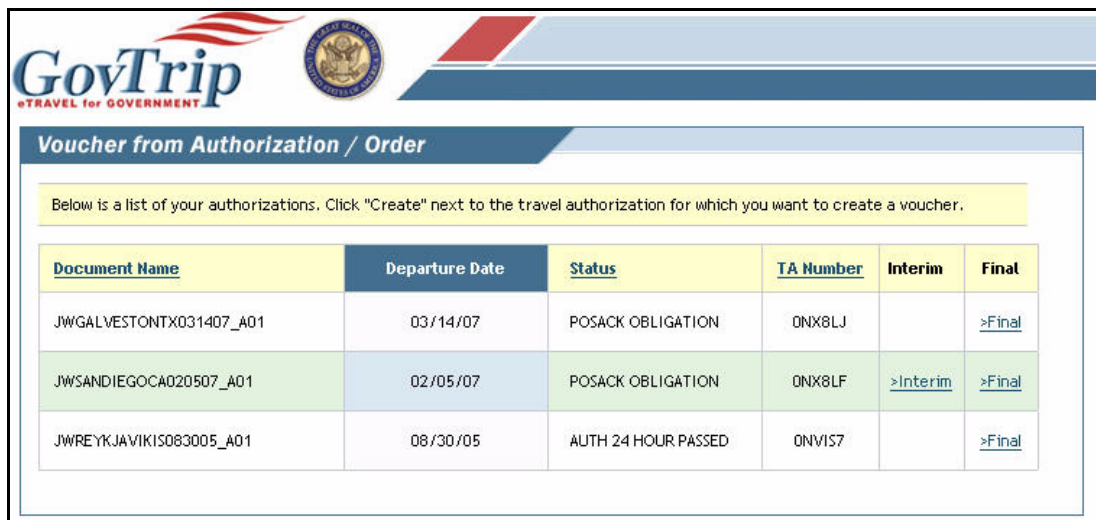 GovTrip
eTRAVEL for GOVERNMENT
Voucher from Authorization / Order
Below is a list of your authorizations. Click "Create" next to the travel authorization for which you want to create a voucher.
Document Name Departure Date Status TA Number Interim Final
JWGALVESTONTX031407_A01 03/14/07 POSACK OBLIGATION 0NX8LJ >Final
JWSANDIEGOCA020507_A01 02/05/07 POSACK OBLIGATION 0NX8LF >Interim >Final
JWREYKJAVIKIS083005_A01 08/30/05 AUTH 24 HOUR PASSED 0NVIS7 >Final